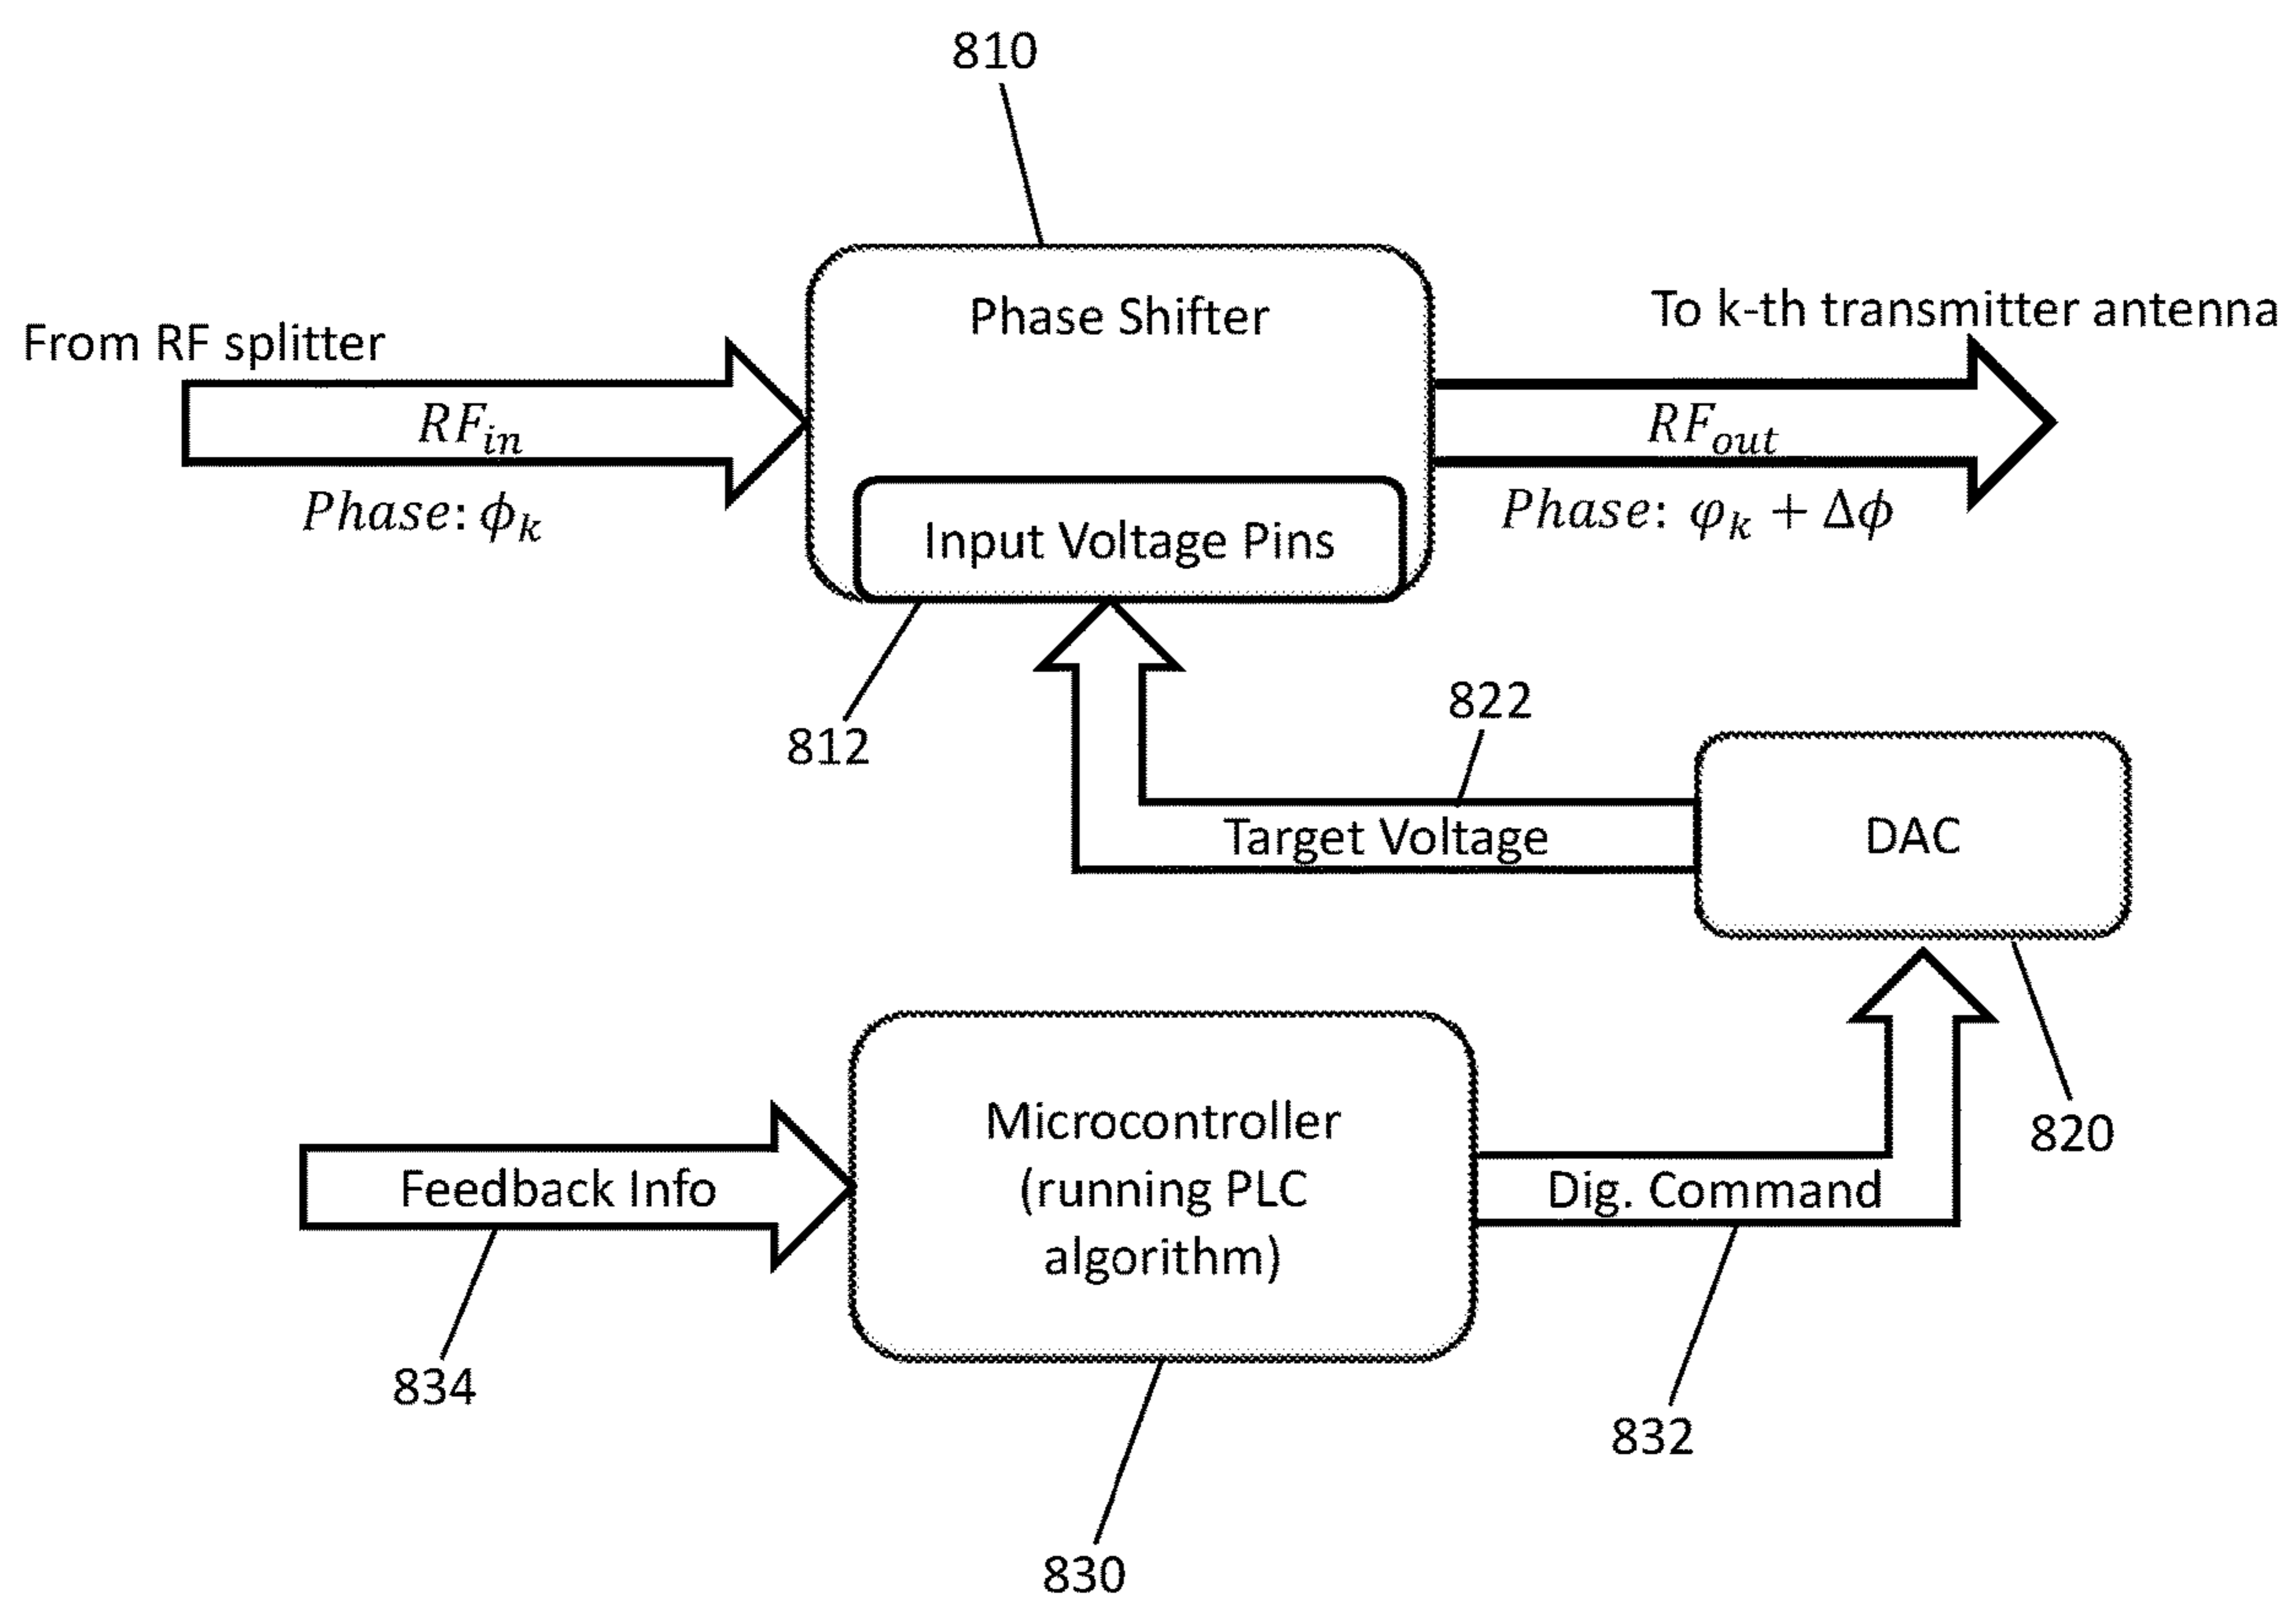 810
Phase Shifter
From RF splitter
To k-th transmitter antenna
RF_in
RF_out
Phase: ϕ_k
Phase: φ_k + Δϕ
Input Voltage Pins
812
822
Target Voltage
DAC
820
Feedback Info
834
Microcontroller
(running PLC
algorithm)
Dig. Command
832
830